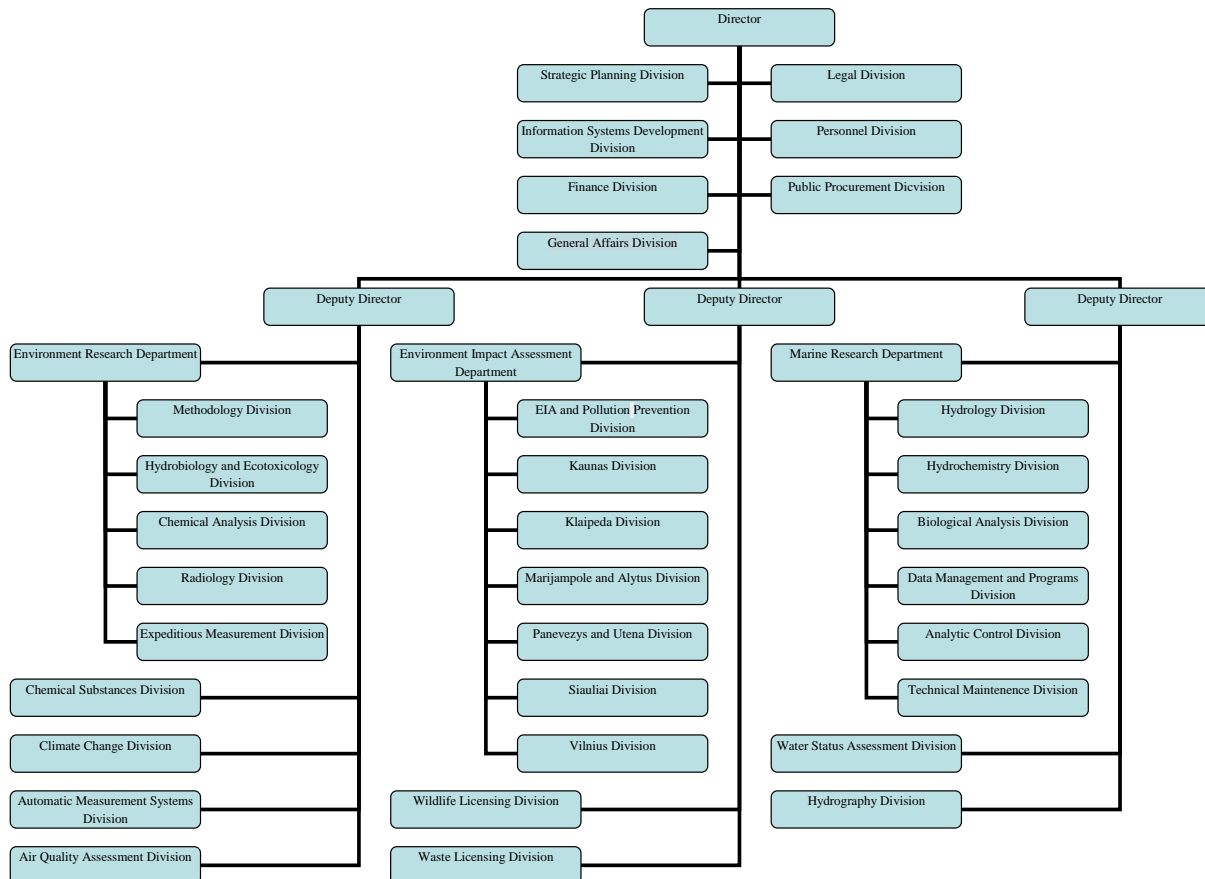 Director
Strategic Planning Division
Legal Division
Information Systems Development
Division
Personnel Division
Finance Division
Public Procurement Dicvision
General Affairs Division
Deputy Director
Deputy Director
Deputy Director
Environment Research Department
Methodology Division
Hydrobiology and Ecotoxicology
Division
Chemical Analysis Division
Radiology Division
Expeditious Measurement Division
Chemical Substances Division
Climate Change Division
Automatic Measurement Systems
Division
Air Quality Assessment Division
Environment Impact Assessment
Department
EIA and Pollution Prevention
Division
Kaunas Division
Klaipeda Division
Marijampole and Alytus Division
Panevezys and Utena Division
Siauliai Division
Vilnius Division
Wildlife Licensing Division
Waste Licensing Division
Marine Research Department
Hydrology Division
Hydrochemistry Division
Biological Analysis Division
Data Management and Programs
Division
Analytic Control Division
Technical Maintenence Division
Water Status Assessment Division
Hydrography Division